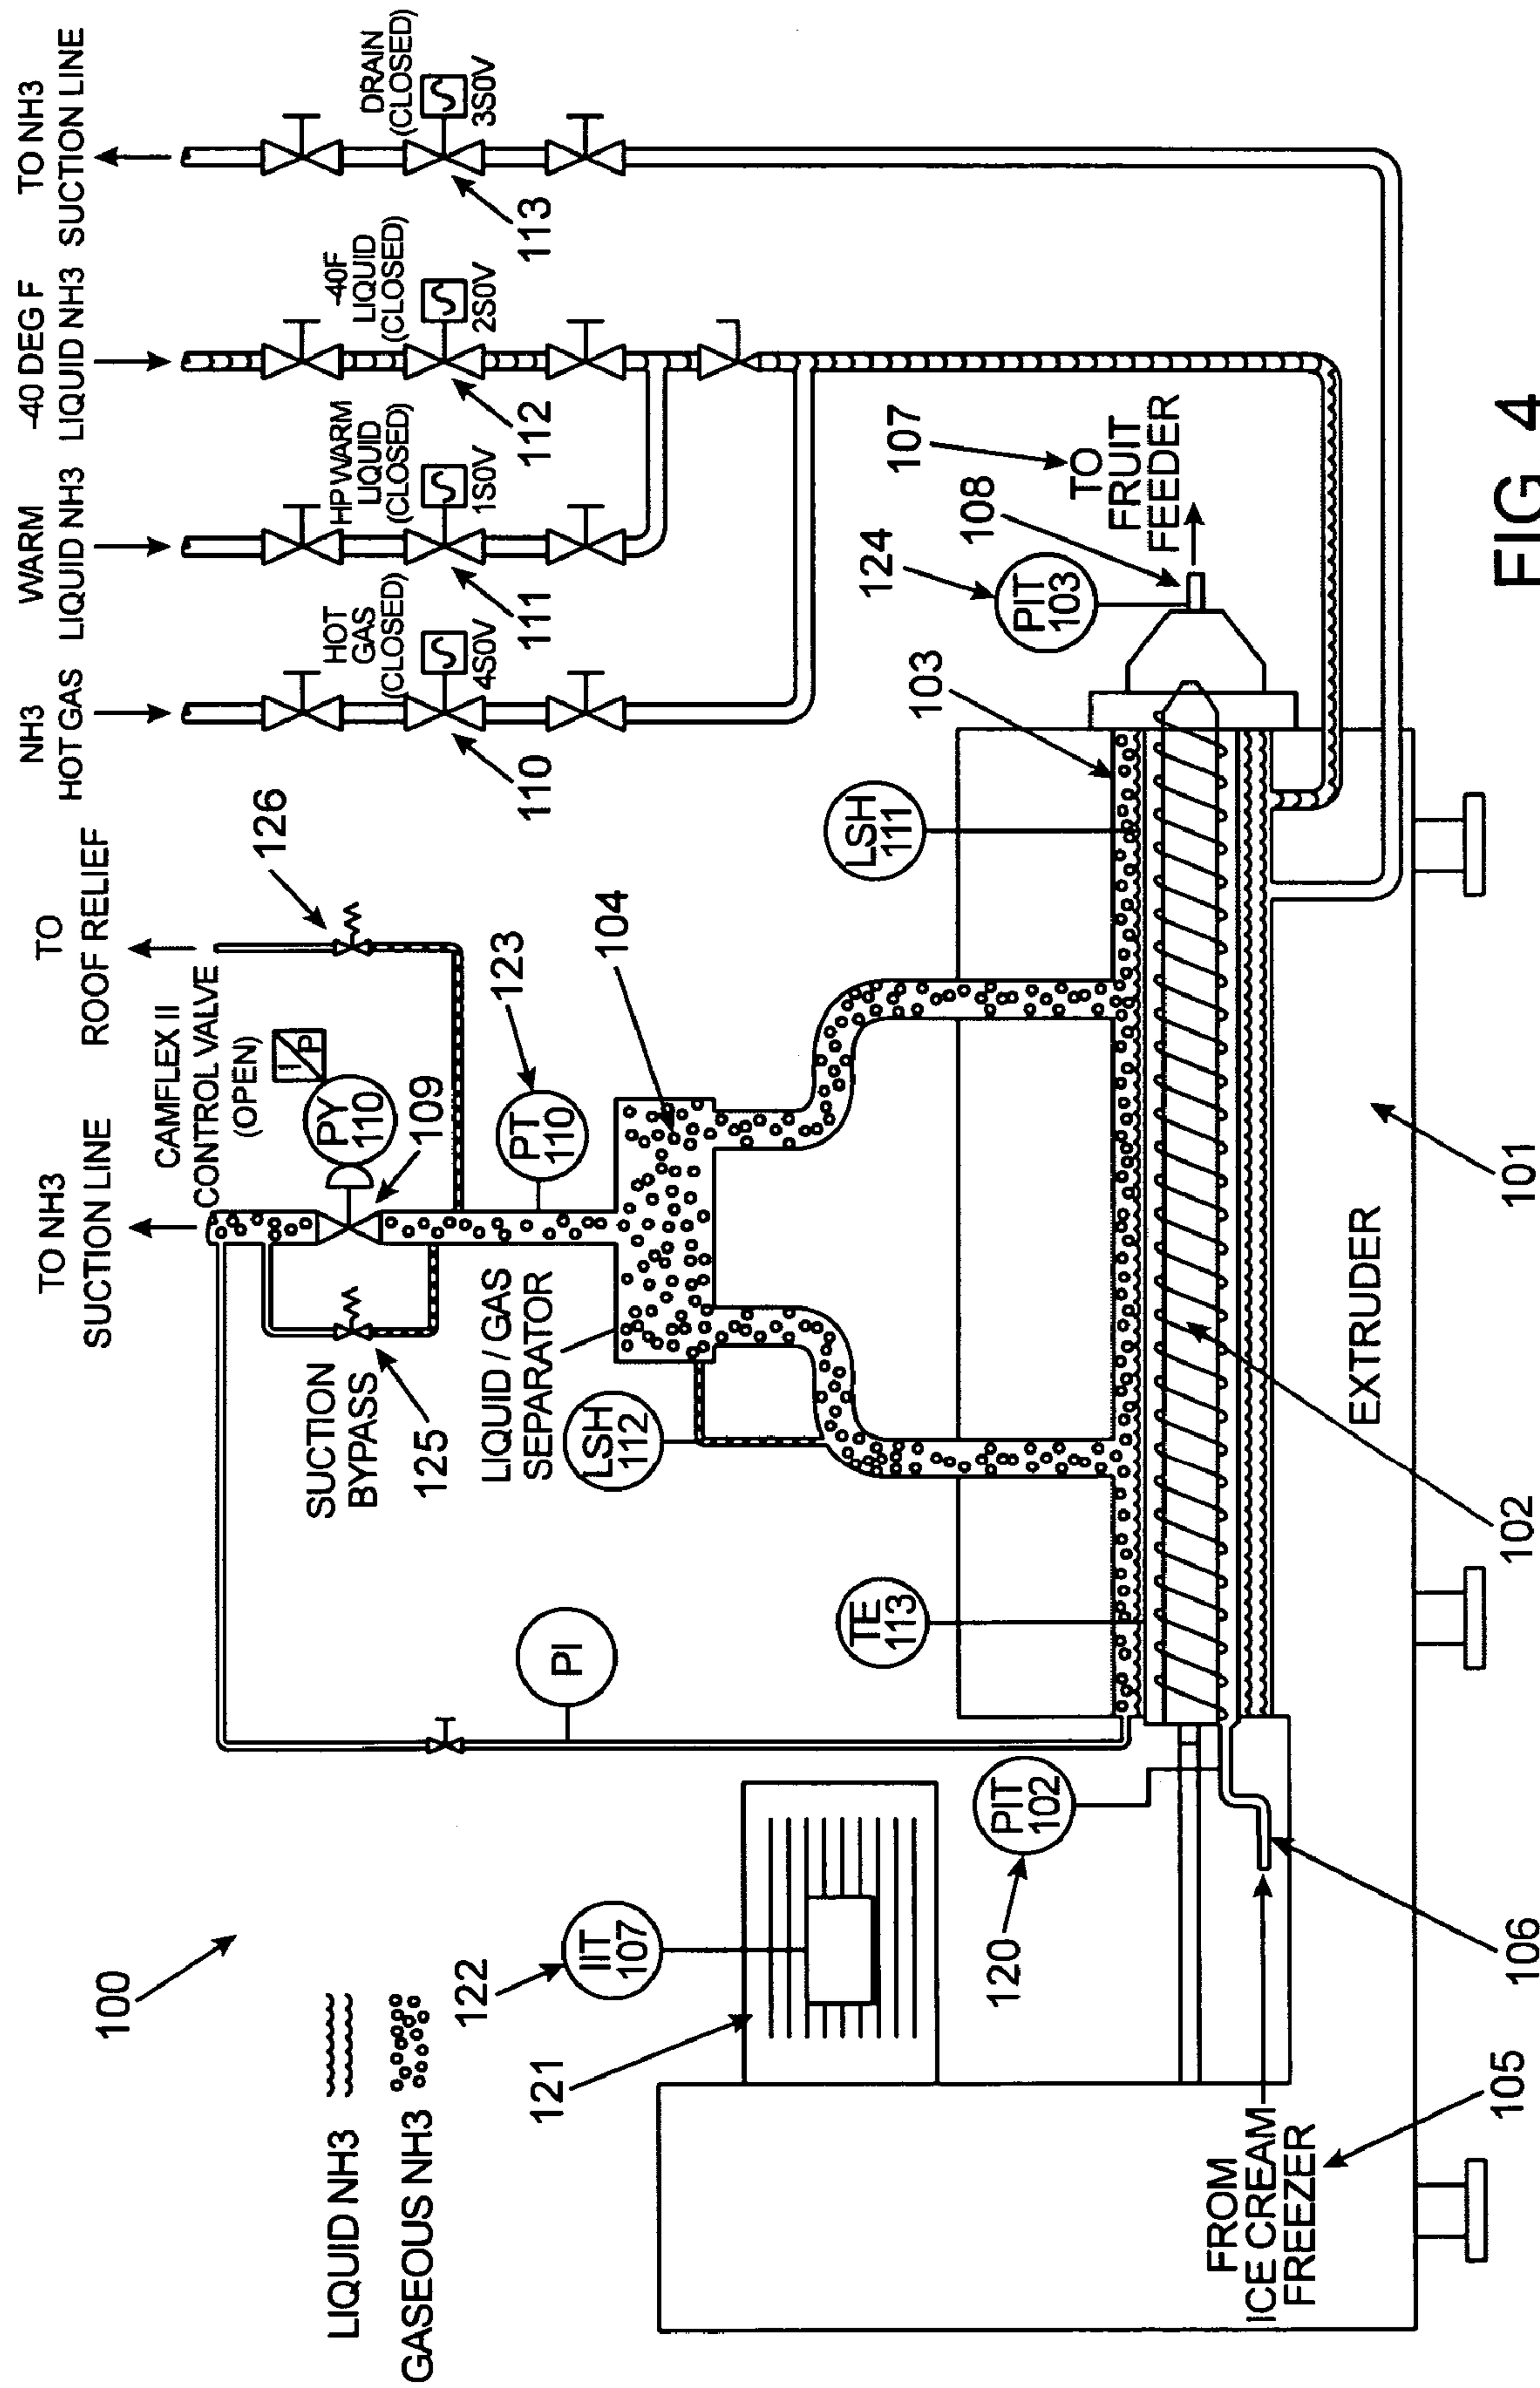 100
LIQUID NH3
GASEOUS NH3
TO NH3
SUCTION LINE
TO
ROOF RELIEF
NH3
HOT GAS
WARM
LIQUID NH3
-40 DEG F
LIQUID NH3
TO NH3
SUCTION LINE
CAMFLEX II
CONTROL VALVE
(OPEN)
I
P
PY
110
109
126
SUCTION
BYPASS
125
PT
110
123
LIQUID / GAS
SEPARATOR
104
LSH
112
HOT
GAS
(CLOSED)
S
4S0V
110
HP WARM
LIQUID
(CLOSED)
S
1S0V
111
-40F
LIQUID
(CLOSED)
S
2S0V
112
DRAIN
(CLOSED)
S
3S0V
113
122
IIT
107
121
PI
TE
113
LSH
111
103
124
PIT
103
108
107
TO
FRUIT
FEEDER
120
PIT
102
FROM
ICE CREAM
FREEZER
105
106
102
EXTRUDER
101
FIG. 4